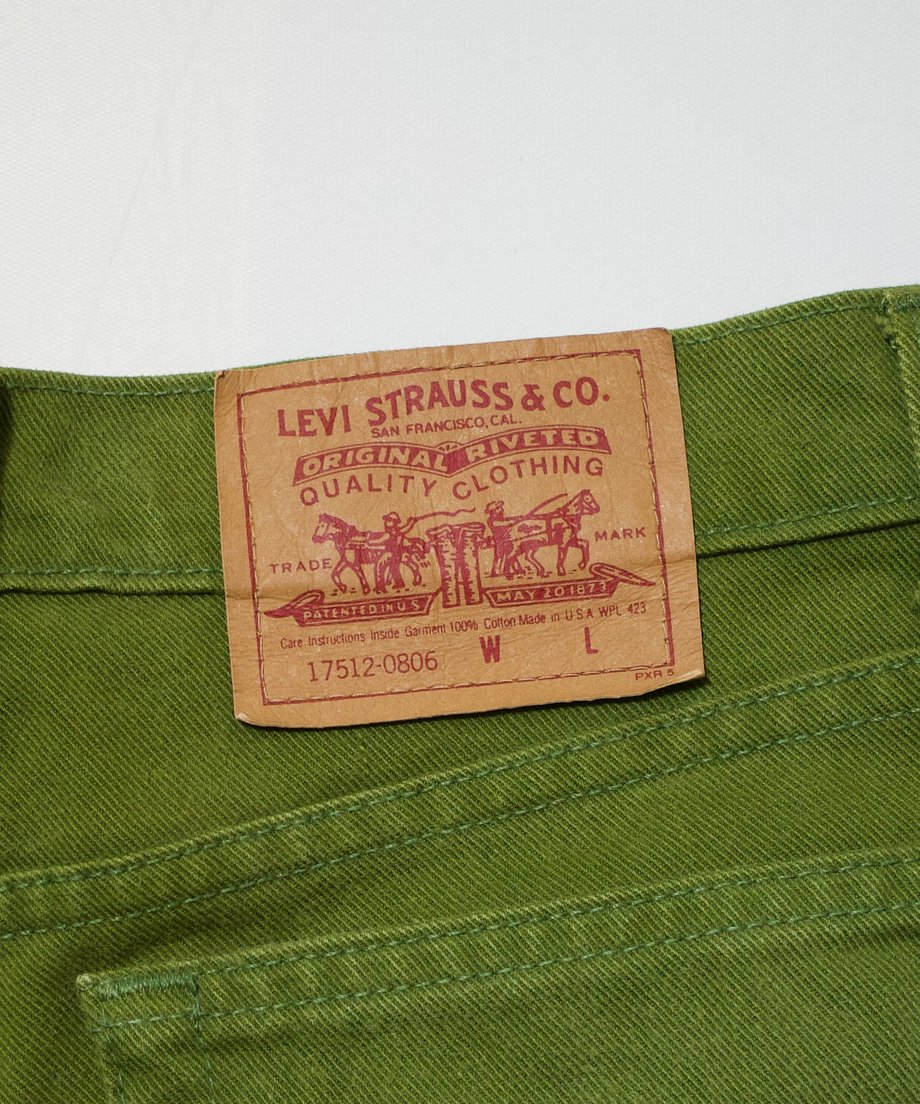 LEVI STRAUSS & CO.
SAN FRANCISCO, CAL.
ORIGINAL RIVETED
QUALITY CLOTHING
TRADE MARK
PATENTED IN U S MAY 20 1873
Care Instructions Inside Garment 100% Cotton Made in U S A WPL 423
17512-0806 W L
PXR 5